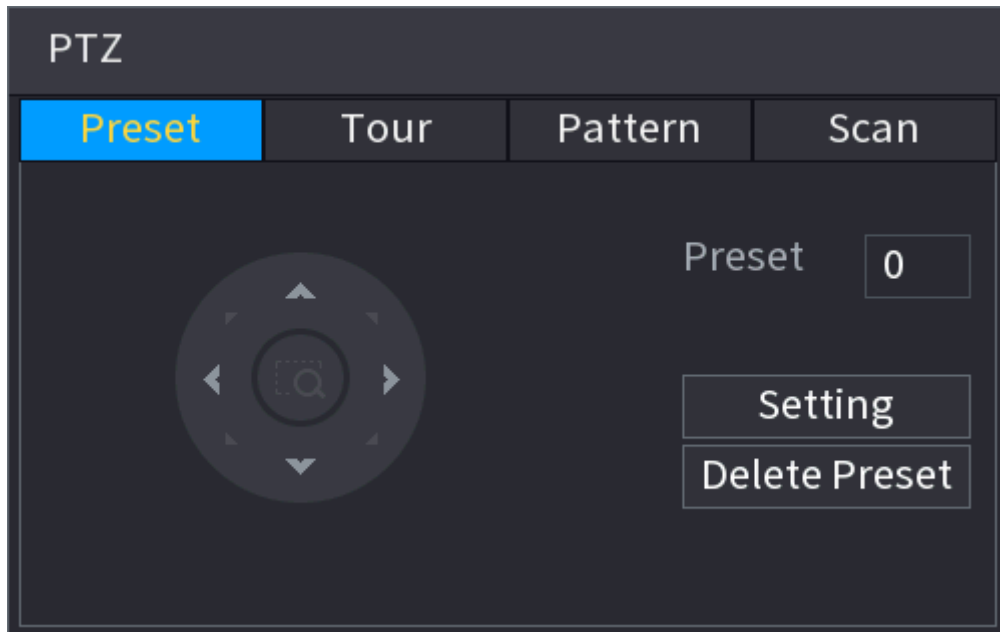 PTZ
Preset Tour Pattern Scan
Preset 0
Setting
Delete Preset